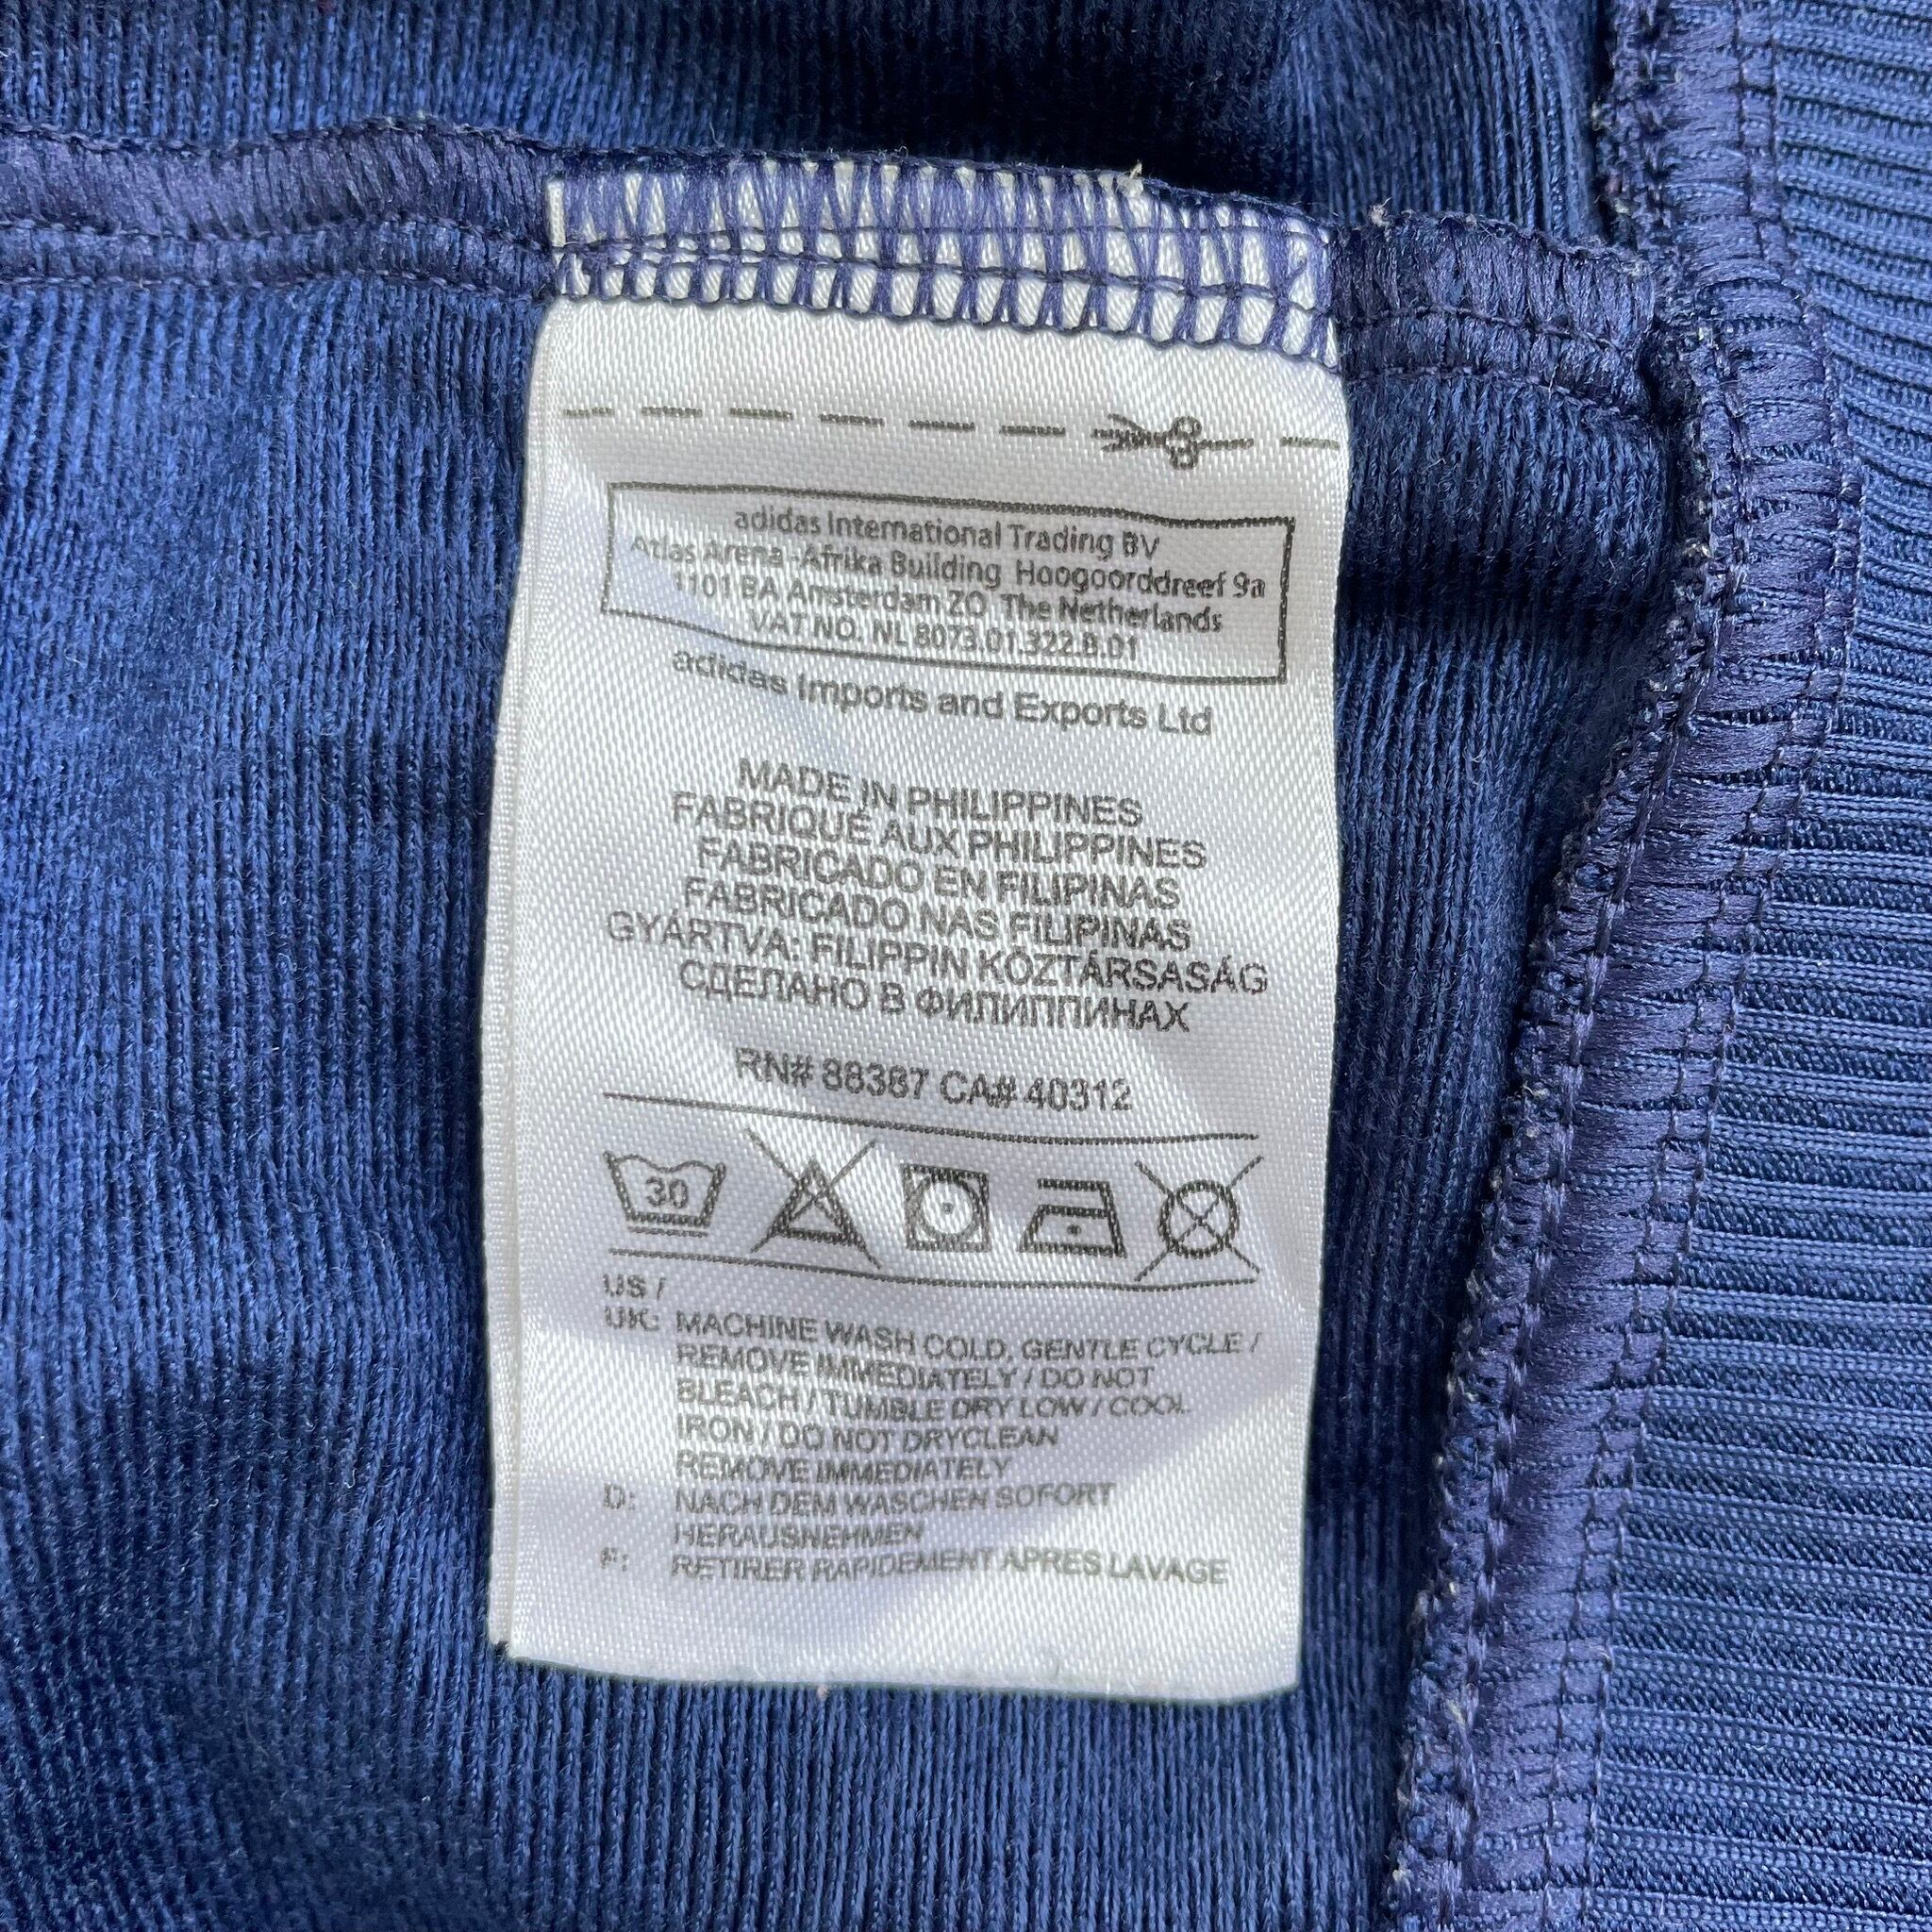 adidas International Trading BV
Atlas Arena -Afrika Building Hoogoorddreef 9a
1101 BA Amsterdam ZO The Netherlands
VAT NO. NL 8073.01.322.B.01
adidas Imports and Exports Ltd
MADE IN PHILIPPINES
FABRIQUÉ AUX PHILIPPINES
FABRICADO EN FILIPINAS
FABRICADO NAS FILIPINAS
GYÁRTVA: FILIPPIN KÖZTÁRSASÁG
СДЕЛАНО В ФИЛИППИНАХ
RN# 88387 CA# 40312
30
US /
UK: MACHINE WASH COLD, GENTLE CYCLE /
REMOVE IMMEDIATELY / DO NOT
BLEACH / TUMBLE DRY LOW / COOL
IRON / DO NOT DRYCLEAN
REMOVE IMMEDIATELY
D: NACH DEM WASCHEN SOFORT
HERAUSNEHMEN
F: RETIRER RAPIDEMENT APRES LAVAGE